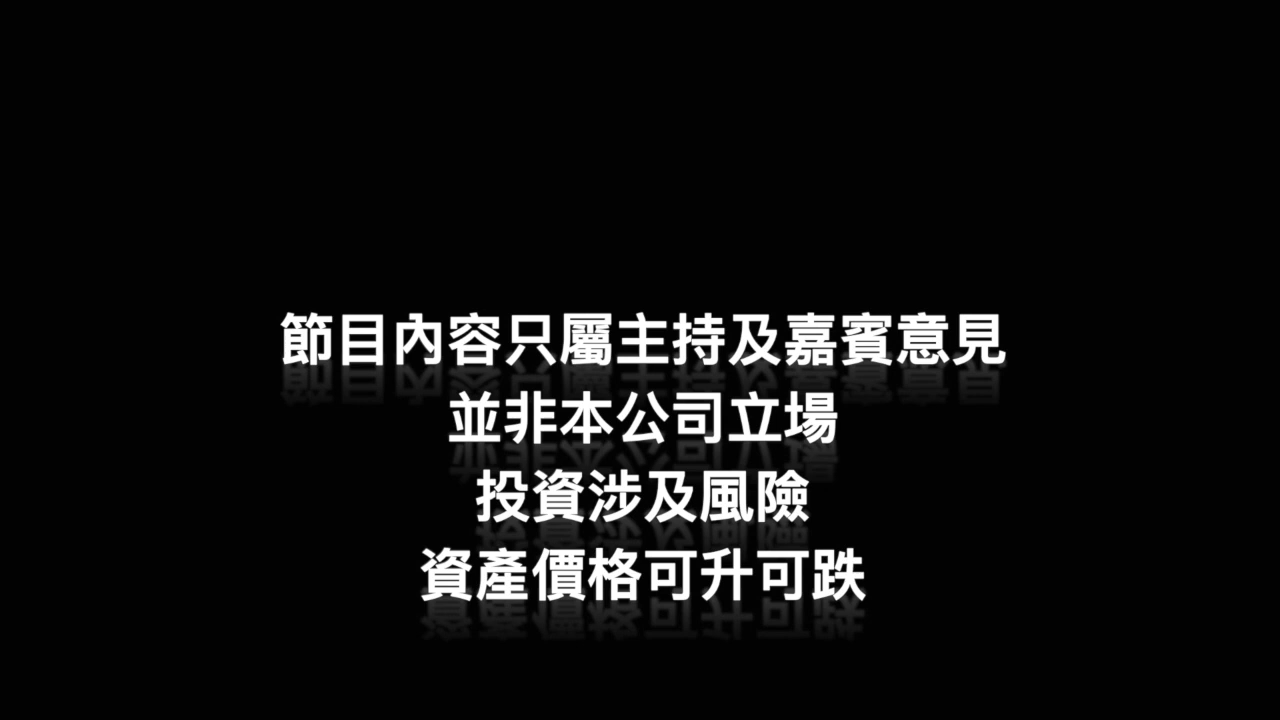 節目內容只屬主持及嘉賓意見
並非本公司立場
投資涉及風險
資產價格可升可跌